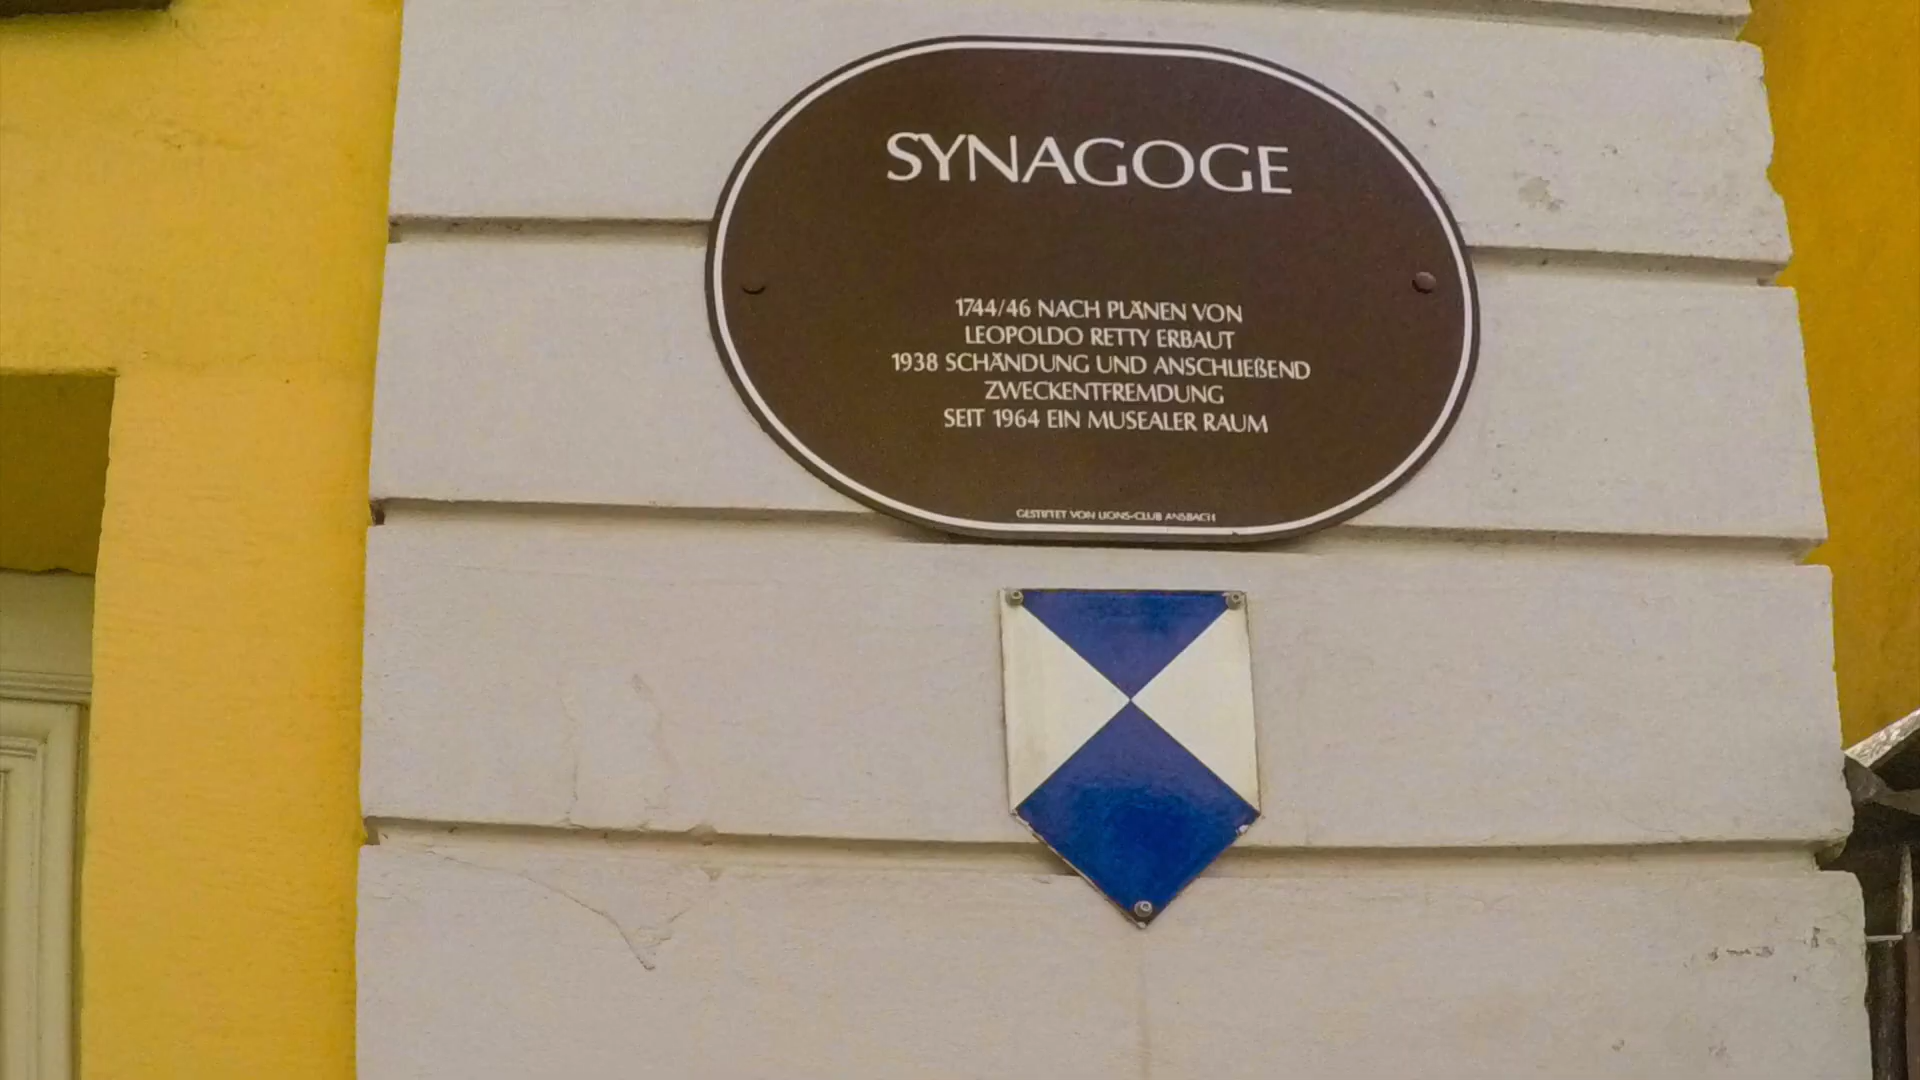 SYNAGOGE
1744/46 NACH PLÄNEN VON
LEOPOLDO RETTY ERBAUT
1938 SCHÄNDUNG UND ANSCHLIEßEND
ZWECKENTFREMDUNG
SEIT 1964 EIN MUSEALER RAUM
GESTIFTET VON LIONS-CLUB ANSBACH